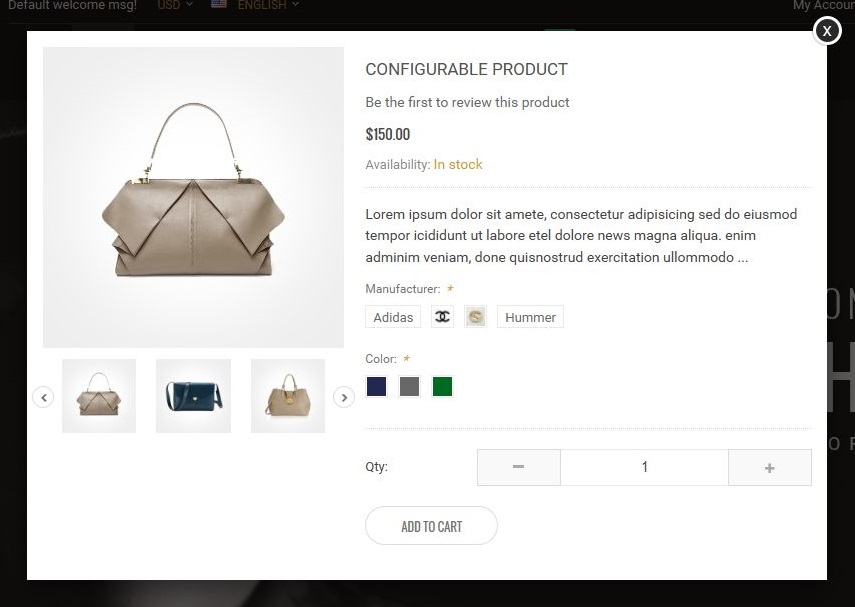 Default welcome msg! USD ENGLISH
X
CONFIGURABLE PRODUCT
Be the first to review this product
$150.00
Availability: In stock
Lorem ipsum dolor sit amete, consectetur adipisicing sed do eiusmod
tempor icididunt ut labore etel dolore news magna aliqua. enim
adminim veniam, done quisnostrud exercitation ullommodo ...
Manufacturer: *
Adidas Hummer
Color: *
Qty: − 1 +
ADD TO CART